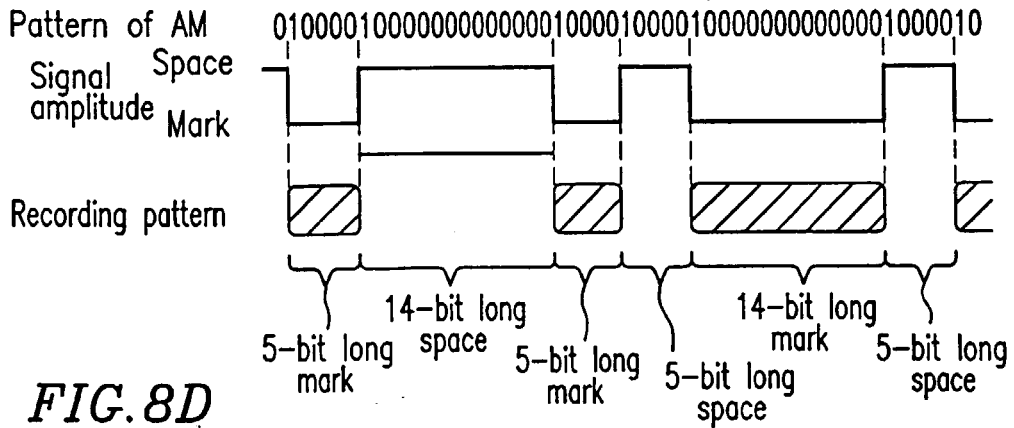 Pattern of AM 010000100000000000001000010000100000000000001000010
Space
Signal
amplitude
Mark
Recording pattern
14-bit long
space
14-bit long
mark
5-bit long
mark
5-bit long
mark
5-bit long
space
5-bit long
space
FIG. 8D